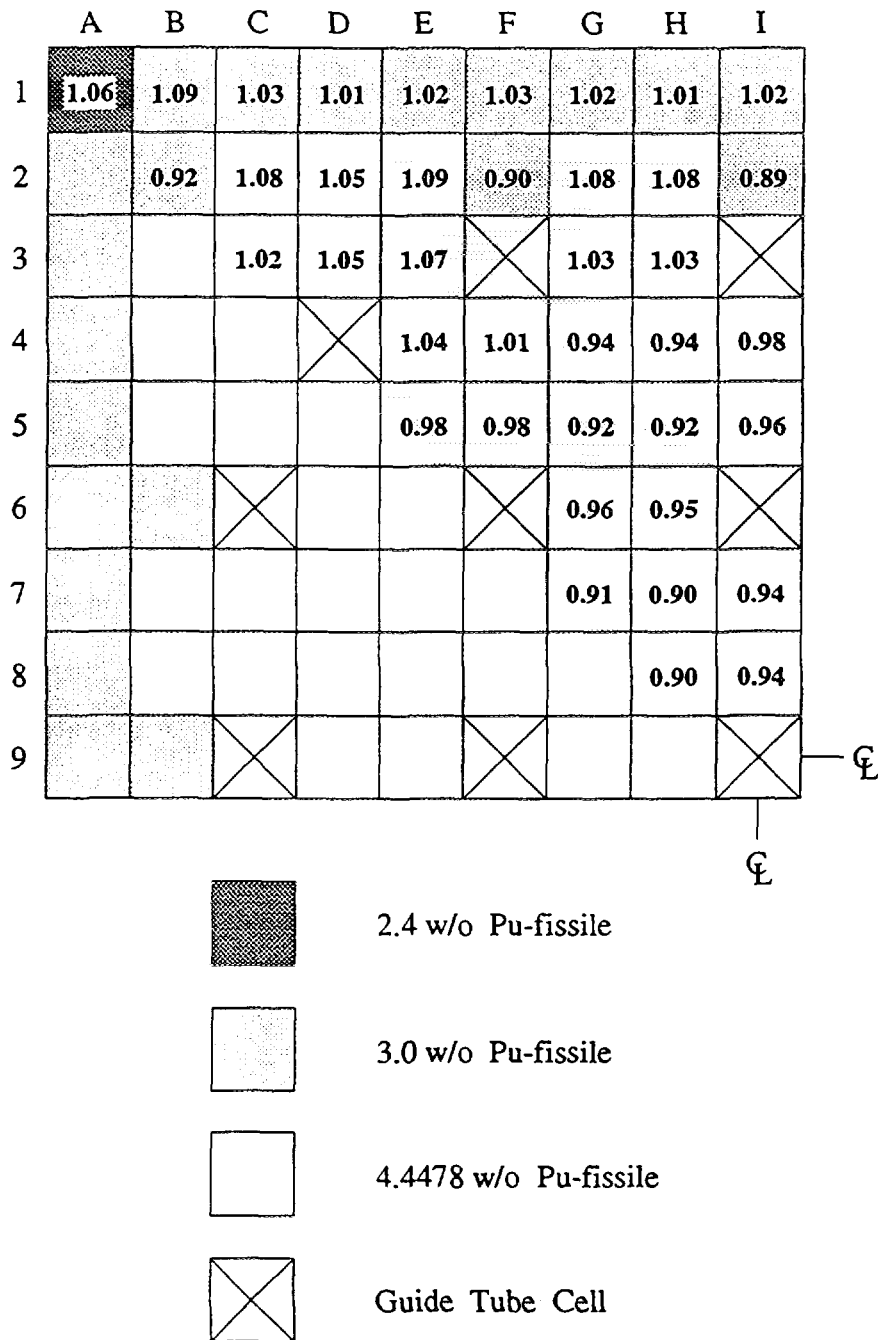 A B C D E F G H I
1 1.06 1.09 1.03 1.01 1.02 1.03 1.02 1.01 1.02
2 0.92 1.08 1.05 1.09 0.90 1.08 1.08 0.89
3 1.02 1.05 1.07 1.03 1.03
4 1.04 1.01 0.94 0.94 0.98
5 0.98 0.98 0.92 0.92 0.96
6 0.96 0.95
7 0.91 0.90 0.94
8 0.90 0.94
9 ℄
℄
2.4 w/o Pu-fissile
3.0 w/o Pu-fissile
4.4478 w/o Pu-fissile
Guide Tube Cell